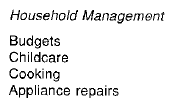 Household Management
Budgets
Childcare
Cooking
Appliance repairs